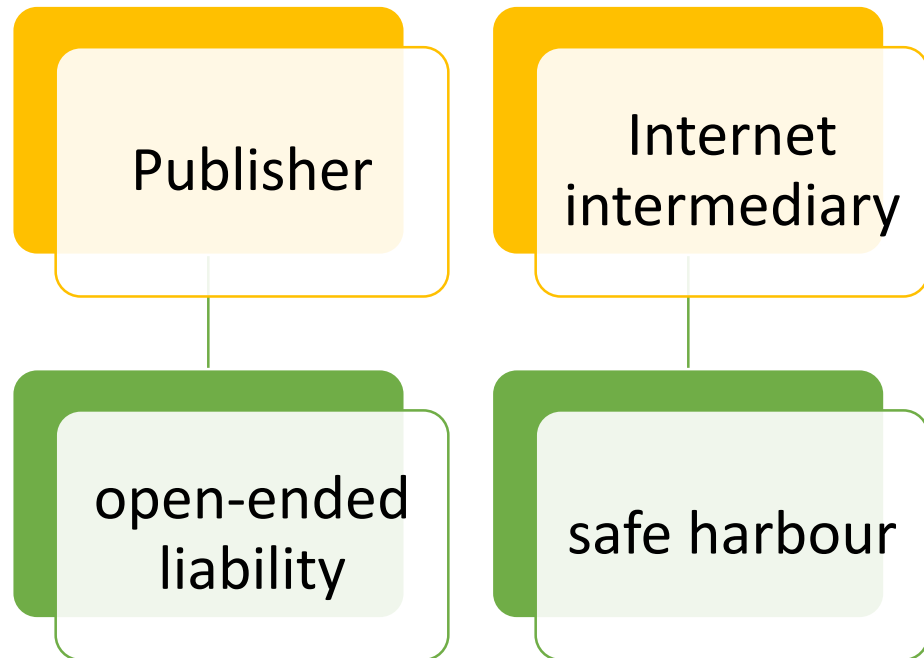 Publisher
Internet
intermediary
open-ended
liability
safe harbour